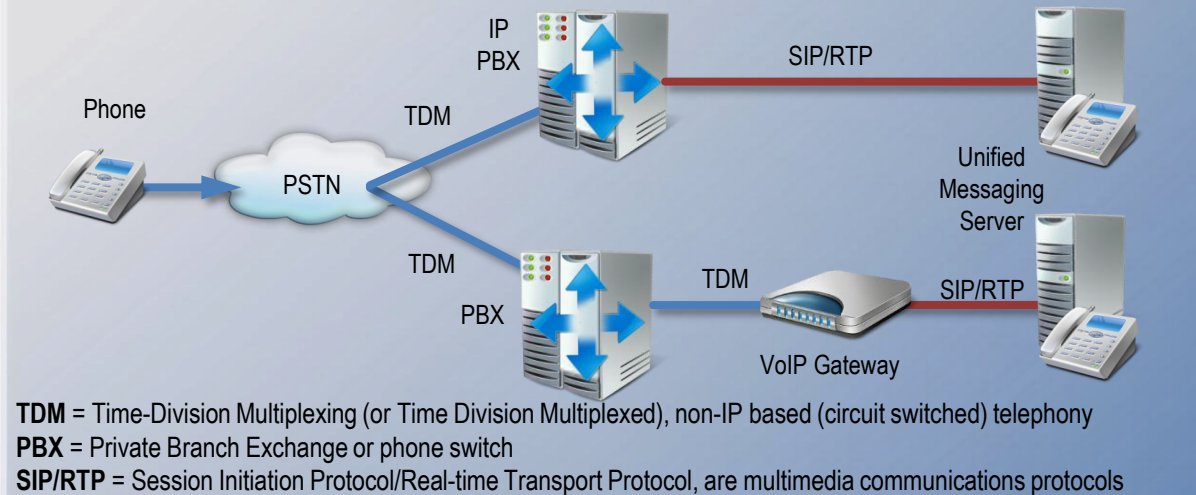 IP
PBX
SIP/RTP
Phone
TDM
PSTN
Unified
Messaging
Server
TDM
PBX
TDM
SIP/RTP
VoIP Gateway
TDM = Time-Division Multiplexing (or Time Division Multiplexed), non-IP based (circuit switched) telephony
PBX = Private Branch Exchange or phone switch
SIP/RTP = Session Initiation Protocol/Real-time Transport Protocol, are multimedia communications protocols